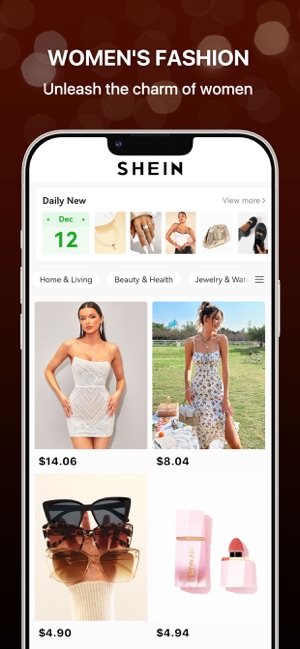 WOMEN'S FASHION
Unleash the charm of women
SHEIN
Daily New
View more >
Dec
12
Home & Living
Beauty & Health
Jewelry & Wat
$14.06
$8.04
$4.90
$4.94